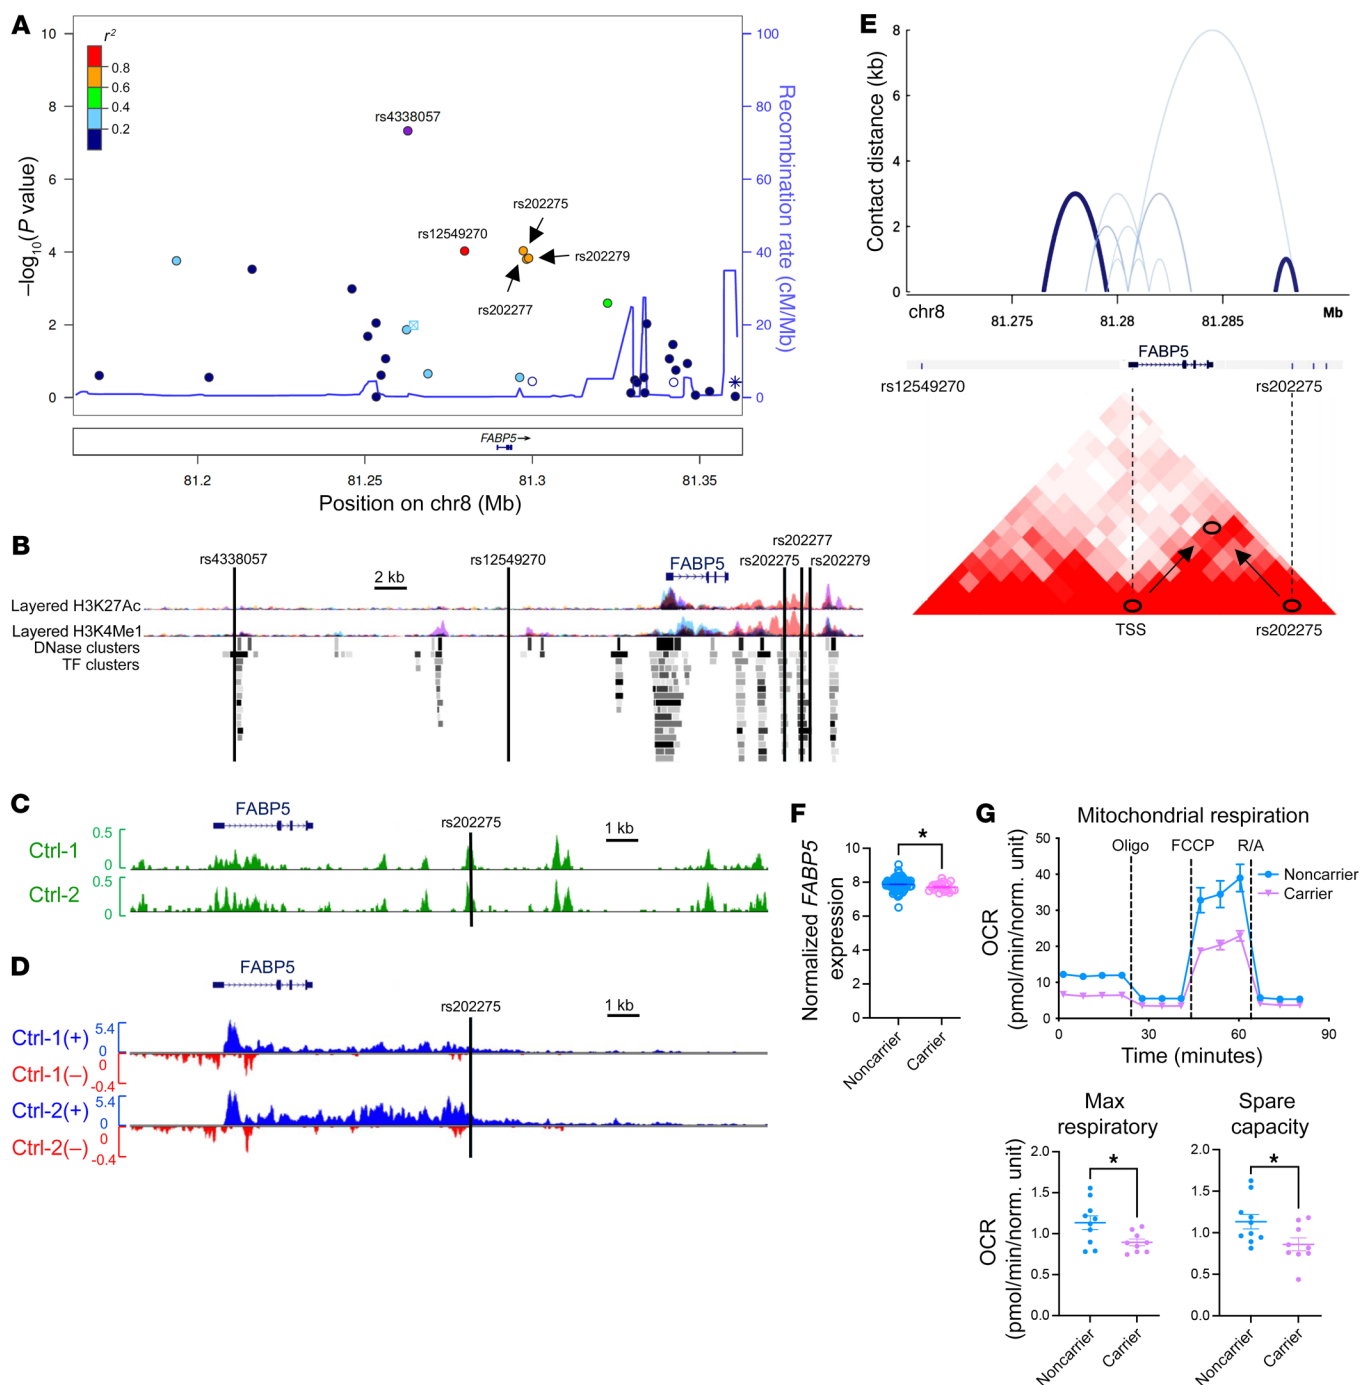 A
r2
0.8
0.6
0.4
0.2
10
8
6
4
2
0
–log10(P value)
100
80
60
40
20
0
Recombination rate (cM/Mb)
rs4338057
rs12549270
rs202275
rs202279
rs202277
FABP5→
81.2
81.25
81.3
81.35
Position on chr8 (Mb)
B
rs4338057
rs12549270
rs202277
rs202275
rs202279
2 kb
FABP5
Layered H3K27Ac
Layered H3K4Me1
DNase clusters
TF clusters
C
FABP5
rs202275
1 kb
Ctrl-1
0.5
0
Ctrl-2
0.5
0
D
FABP5
rs202275
1 kb
Ctrl-1(+)
5.4
0
Ctrl-1(–)
0
-0.4
Ctrl-2(+)
5.4
0
Ctrl-2(–)
0
-0.4
E
Contact distance (kb)
8
6
4
2
0
chr8
81.275
81.28
81.285
Mb
FABP5
rs12549270
rs202275
TSS
rs202275
F
Normalized FABP5
expression
10
8
6
4
2
0
*
Noncarrier
Carrier
G
Mitochondrial respiration
Oligo
FCCP
R/A
Noncarrier
Carrier
OCR
(pmol/min/norm. unit)
50
40
30
20
10
0
0
30
60
90
Time (minutes)
Max
respiratory
OCR
(pmol/min/norm. unit)
2.0
1.5
1.0
0.5
0.0
*
Noncarrier
Carrier
Spare
capacity
2.0
1.5
1.0
0.5
0.0
*
Noncarrier
Carrier